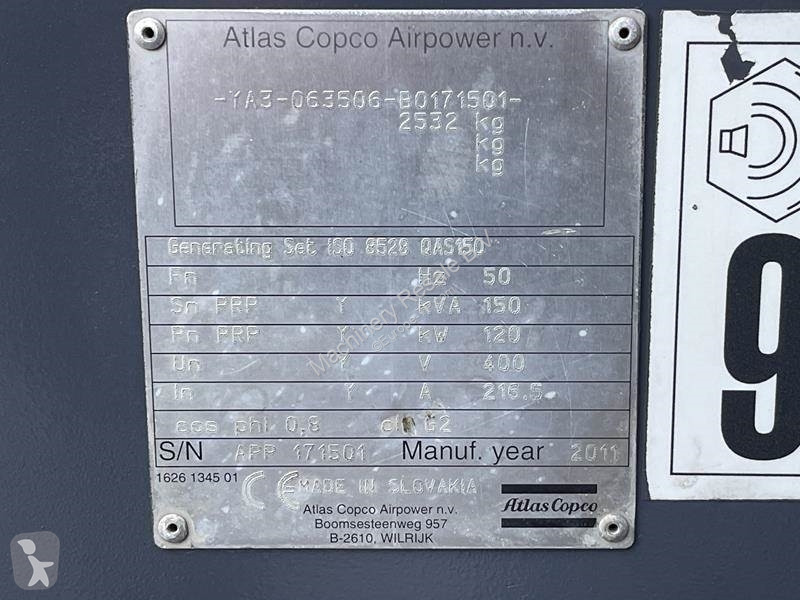 Atlas Copco Airpower n.v.
-YA3-063506-B0171501-
2532 kg
kg
kg
Generating Set ISO 8528 QAS150
Fn Hz 50
Sn PRP Y kVA 150
Pn PRP Y kW 120
Un Y V 400
In Y A 216.5
cos phi 0,8 cl. G2
S/N APP 171501 Manuf. year 2011
1626 1345 01
CE MADE IN SLOVAKIA
Atlas Copco Airpower n.v.
Boomsesteenweg 957
B-2610, WILRIJK
Atlas Copco
9
Machinery Resale B.V.